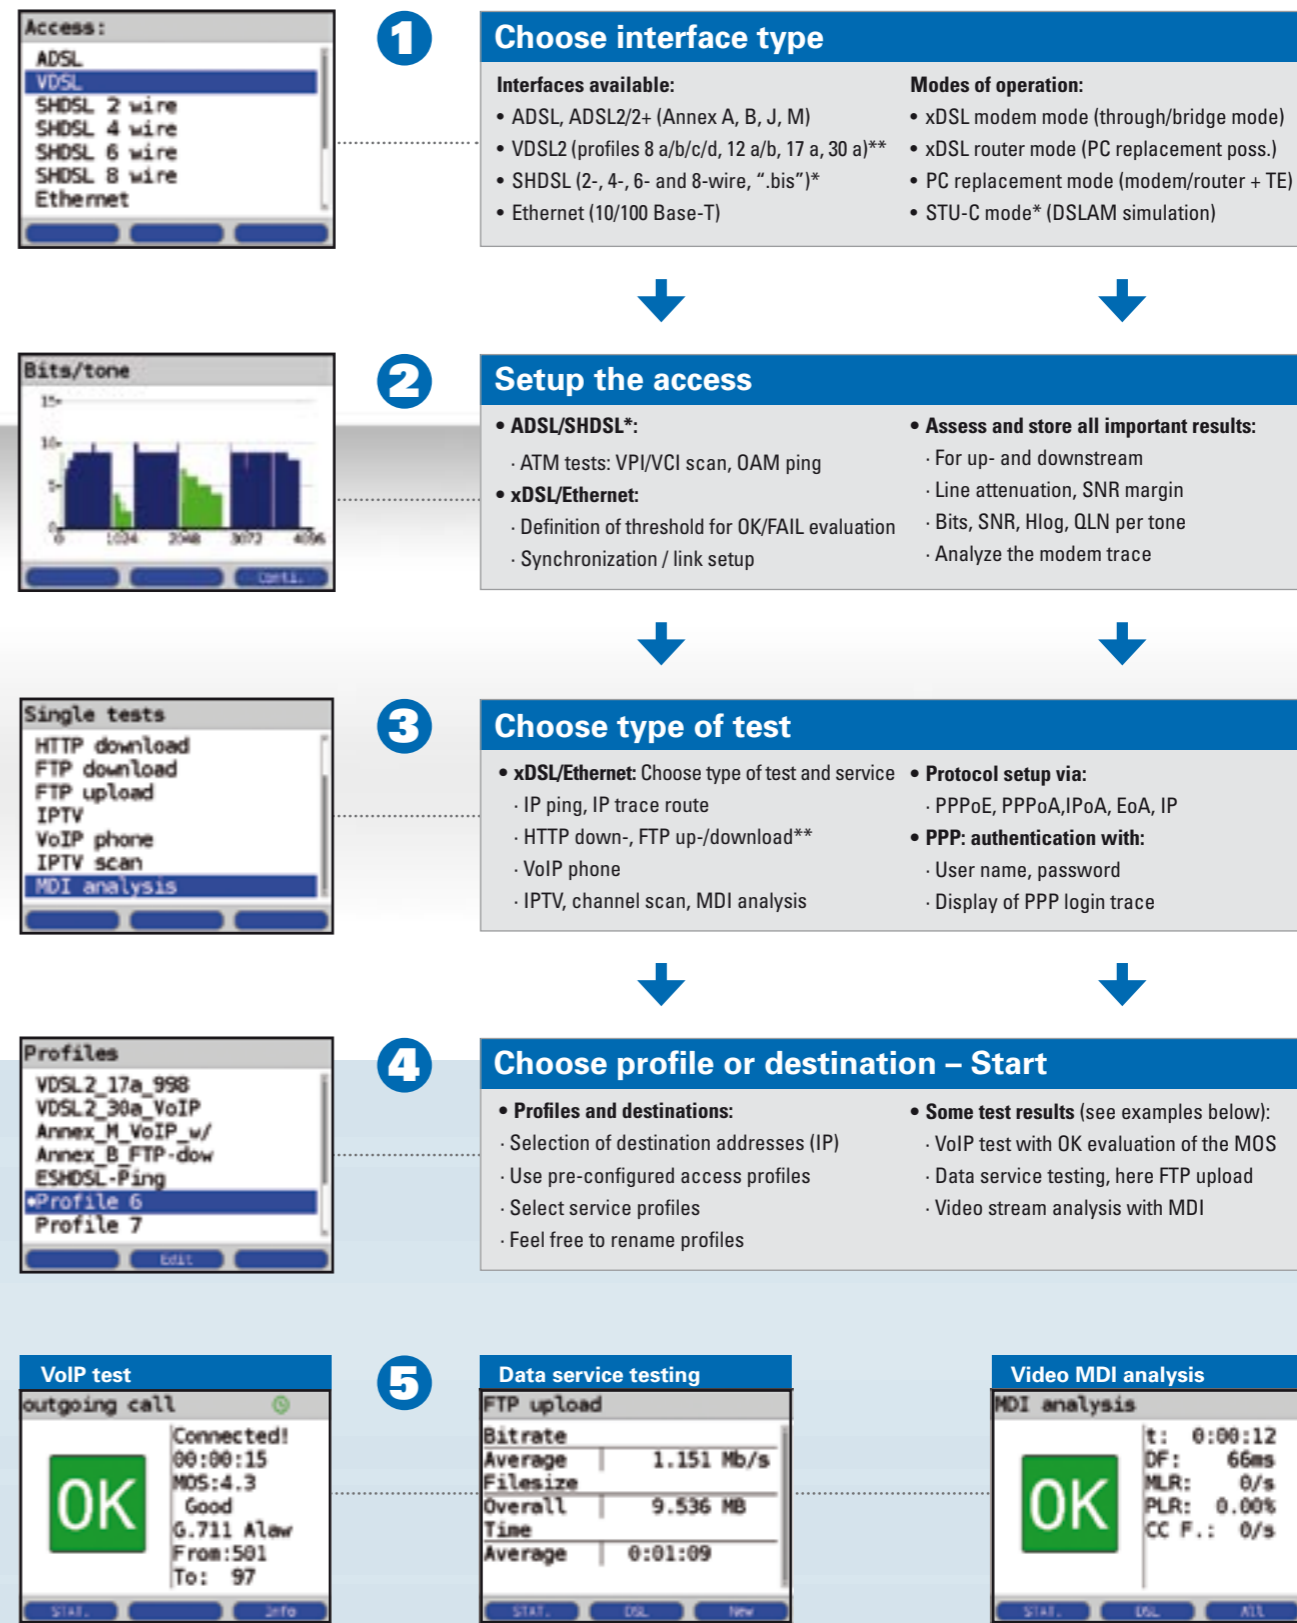 Access:
ADSL
VDSL
SHDSL 2 wire
SHDSL 4 wire
SHDSL 6 wire
SHDSL 8 wire
Ethernet
1
Choose interface type
Interfaces available:
• ADSL, ADSL2/2+ (Annex A, B, J, M)
• VDSL2 (profiles 8 a/b/c/d, 12 a/b, 17 a, 30 a)**
• SHDSL (2-, 4-, 6- and 8-wire, “.bis”)*
• Ethernet (10/100 Base-T)
Modes of operation:
• xDSL modem mode (through/bridge mode)
• xDSL router mode (PC replacement poss.)
• PC replacement mode (modem/router + TE)
• STU-C mode* (DSLAM simulation)
Bits/tone
15
10
5
0
0 1024 2048 3072 4096
Conti.
2
Setup the access
• ADSL/SHDSL*:
· ATM tests: VPI/VCI scan, OAM ping
• xDSL/Ethernet:
· Definition of threshold for OK/FAIL evaluation
· Synchronization / link setup
• Assess and store all important results:
· For up- and downstream
· Line attenuation, SNR margin
· Bits, SNR, Hlog, QLN per tone
· Analyze the modem trace
Single tests
HTTP download
FTP download
FTP upload
IPTV
VoIP phone
IPTV scan
MDI analysis
3
Choose type of test
• xDSL/Ethernet: Choose type of test and service
· IP ping, IP trace route
· HTTP down-, FTP up-/download**
· VoIP phone
· IPTV, channel scan, MDI analysis
• Protocol setup via:
· PPPoE, PPPoA,IPoA, EoA, IP
• PPP: authentication with:
· User name, password
· Display of PPP login trace
Profiles
VDSL2_17a_998
VDSL2_30a_VoIP
Annex_M_VoIP_w/
Annex_B_FTP-dow
ESHDSL-Ping
•Profile 6
Profile 7
Edit
4
Choose profile or destination – Start
• Profiles and destinations:
· Selection of destination addresses (IP)
· Use pre-configured access profiles
· Select service profiles
· Feel free to rename profiles
• Some test results (see examples below):
· VoIP test with OK evaluation of the MOS
· Data service testing, here FTP upload
· Video stream analysis with MDI
VoIP test
outgoing call
OK
Connected!
00:00:15
MOS:4.3
Good
G.711 Alaw
From:501
To: 97
STAT. Info
5
Data service testing
FTP upload
Bitrate
Average 1.151 Mb/s
Filesize
Overall 9.536 MB
Time
Average 0:01:09
STAT. DSL New
Video MDI analysis
MDI analysis
OK
t: 0:00:12
DF: 66ms
MLR: 0/s
PLR: 0.00%
CC F.: 0/s
STAT. DSL All